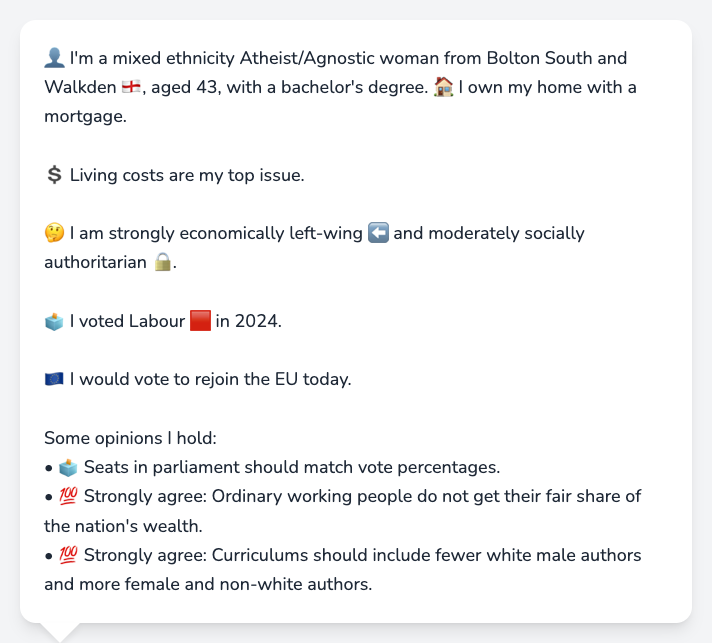 👤 I'm a mixed ethnicity Atheist/Agnostic woman from Bolton South and
Walkden 🏴󠁧󠁢󠁥󠁮󠁧󠁿, aged 43, with a bachelor's degree. 🏠 I own my home with a
mortgage.
💲 Living costs are my top issue.
🤔 I am strongly economically left-wing ⬅️ and moderately socially
authoritarian 🔒.
🗳️ I voted Labour 🟥 in 2024.
🇪🇺 I would vote to rejoin the EU today.
Some opinions I hold:
• 🗳️ Seats in parliament should match vote percentages.
• 💯 Strongly agree: Ordinary working people do not get their fair share of
the nation's wealth.
• 💯 Strongly agree: Curriculums should include fewer white male authors
and more female and non-white authors.